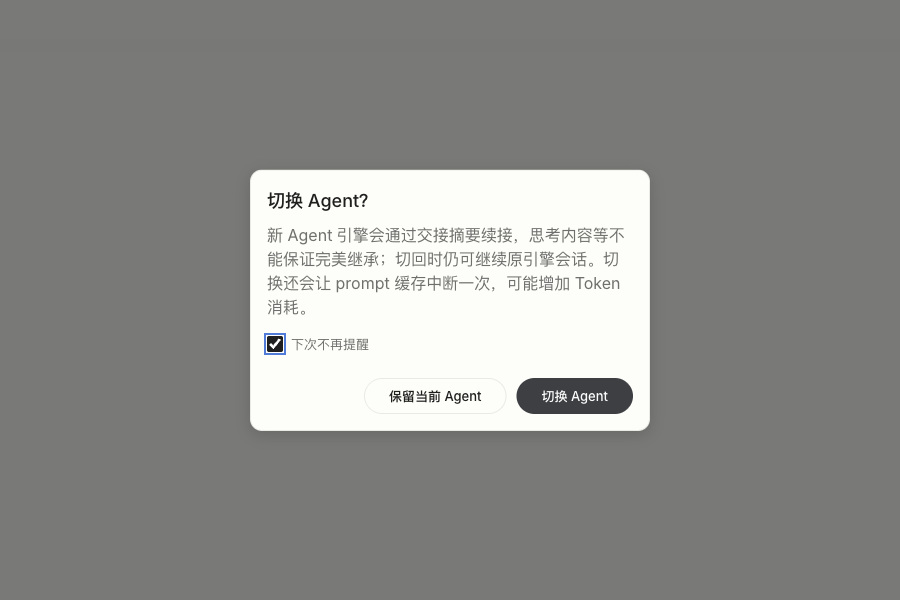 切换 Agent?
新 Agent 引擎会通过交接摘要续接，思考内容等不
能保证完美继承；切回时仍可继续原引擎会话。切
换还会让 prompt 缓存中断一次，可能增加 Token
消耗。
下次不再提醒
保留当前 Agent
切换 Agent